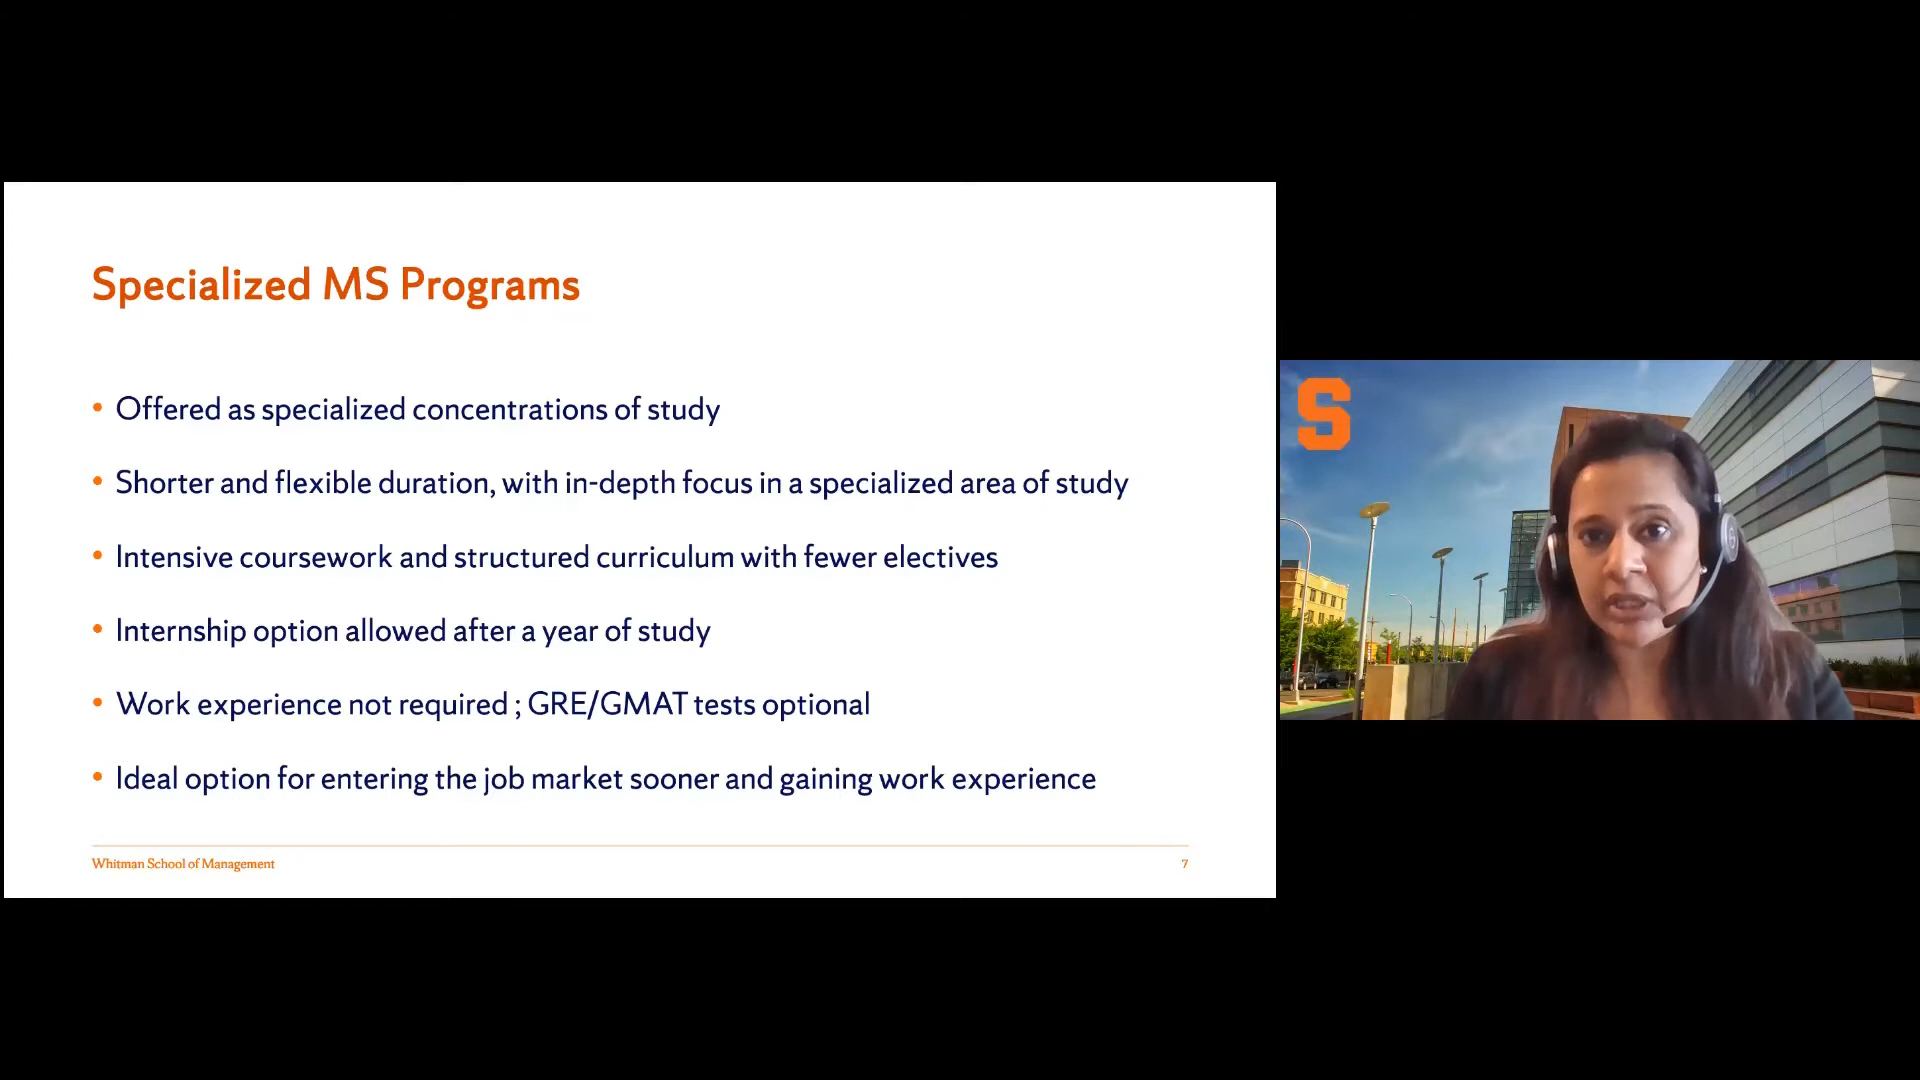 Specialized MS Programs
• Offered as specialized concentrations of study
• Shorter and flexible duration, with in-depth focus in a specialized area of study
• Intensive coursework and structured curriculum with fewer electives
• Internship option allowed after a year of study
• Work experience not required ; GRE/GMAT tests optional
• Ideal option for entering the job market sooner and gaining work experience
Whitman School of Management
7
S